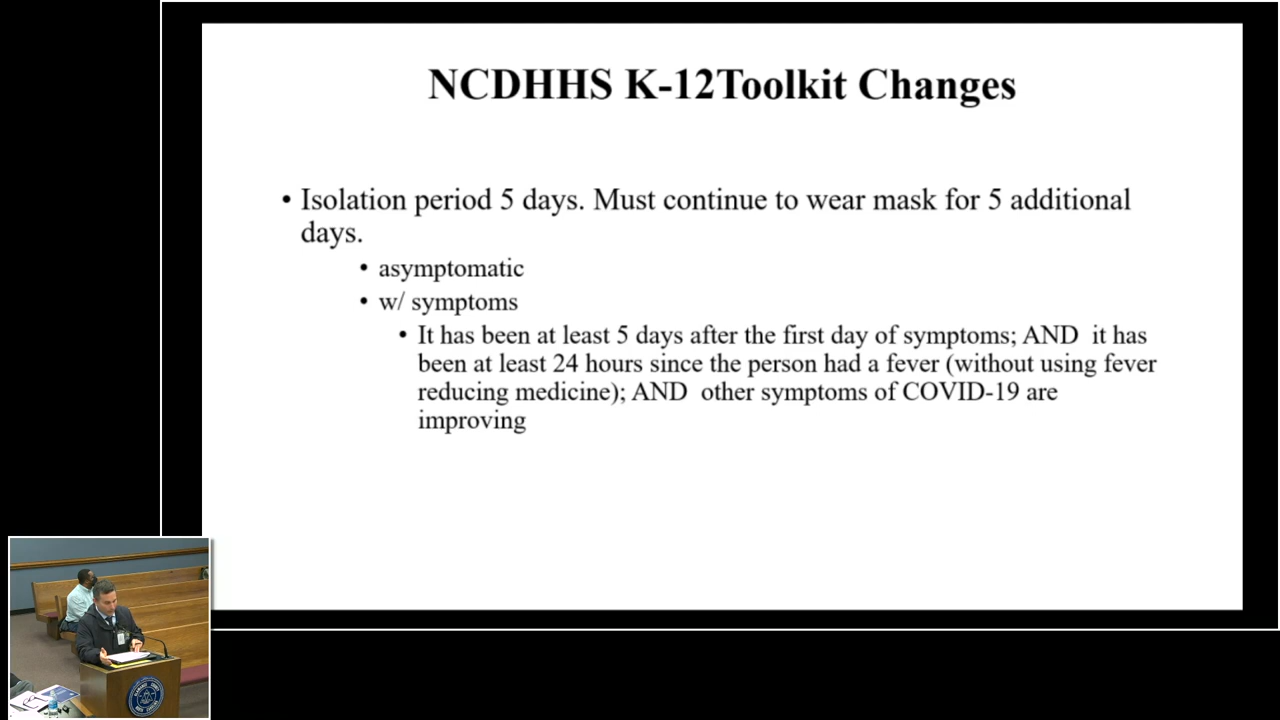 NCDHHS K-12Toolkit Changes
• Isolation period 5 days. Must continue to wear mask for 5 additional
days.
• asymptomatic
• w/ symptoms
• It has been at least 5 days after the first day of symptoms; AND  it has
been at least 24 hours since the person had a fever (without using fever
reducing medicine); AND  other symptoms of COVID-19 are
improving